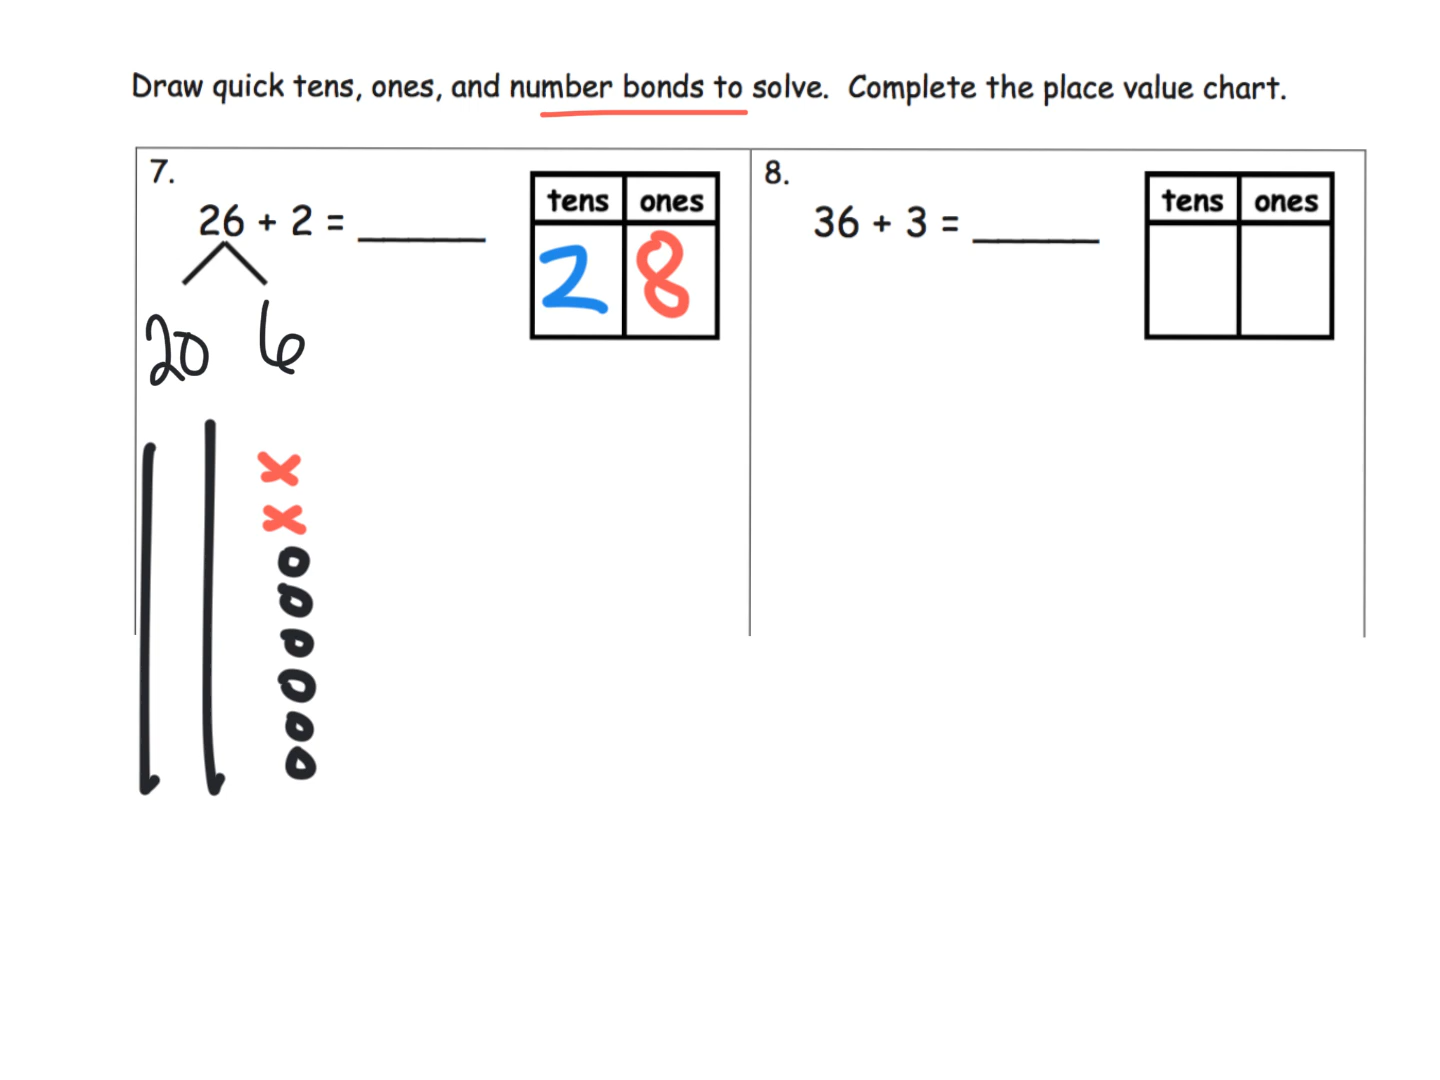 Draw quick tens, ones, and number bonds to solve. Complete the place value chart.
7.
26 + 2 = ______
tens ones
2 8
20 6
x
x
8.
36 + 3 = ______
tens ones